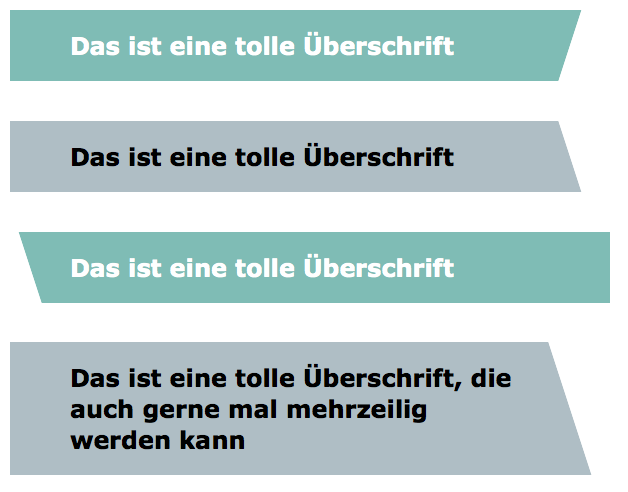 Das ist eine tolle Überschrift
Das ist eine tolle Überschrift
Das ist eine tolle Überschrift
Das ist eine tolle Überschrift, die
auch gerne mal mehrzeilig
werden kann